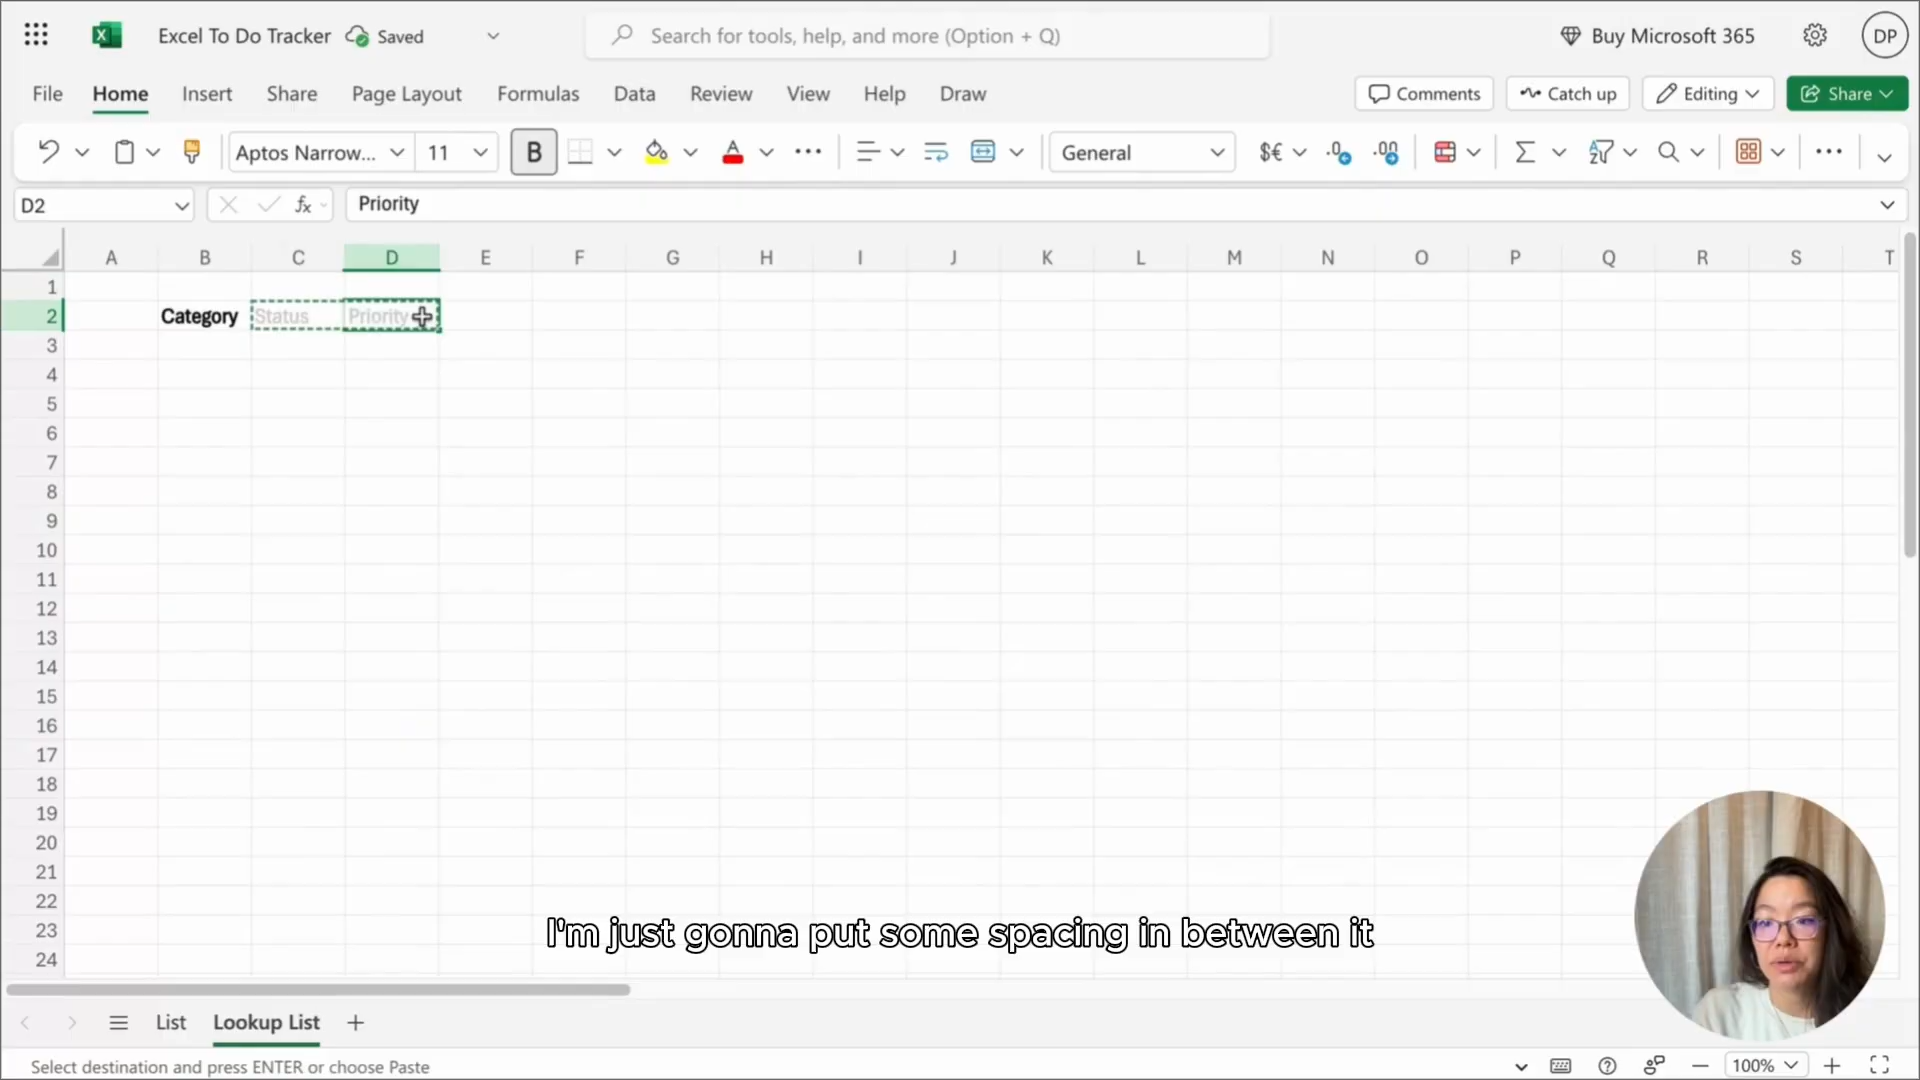 Excel To Do Tracker Saved Search for tools, help, and more (Option + Q) Buy Microsoft 365 DP
File Home Insert Share Page Layout Formulas Data Review View Help Draw Comments Catch up Editing Share
Aptos Narrow... 11 B A General $€ .0 .00
D2 fx Priority
A B C D E F G H I J K L M N O P Q R S T
1
2 Category Status Priority
3
4
5
6
7
8
9
10
11
12
13
14
15
16
17
18
19
20
21
22
23
24
I'm just gonna put some spacing in between it
List Lookup List
Select destination and press ENTER or choose Paste 100%